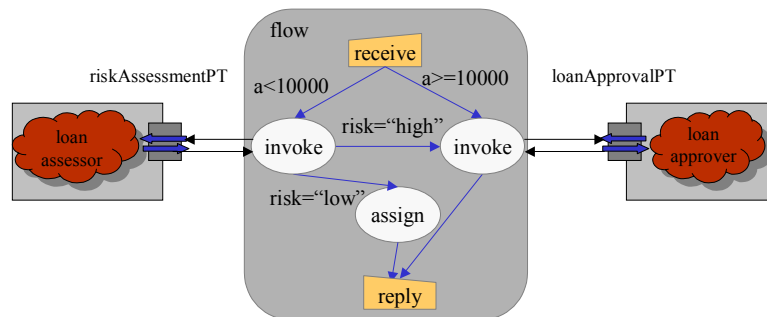 flow
receive
riskAssessmentPT
a<10000
a>=10000
loanApprovalPT
loan
assessor
invoke
risk=“high”
invoke
loan
approver
risk=“low”
assign
reply